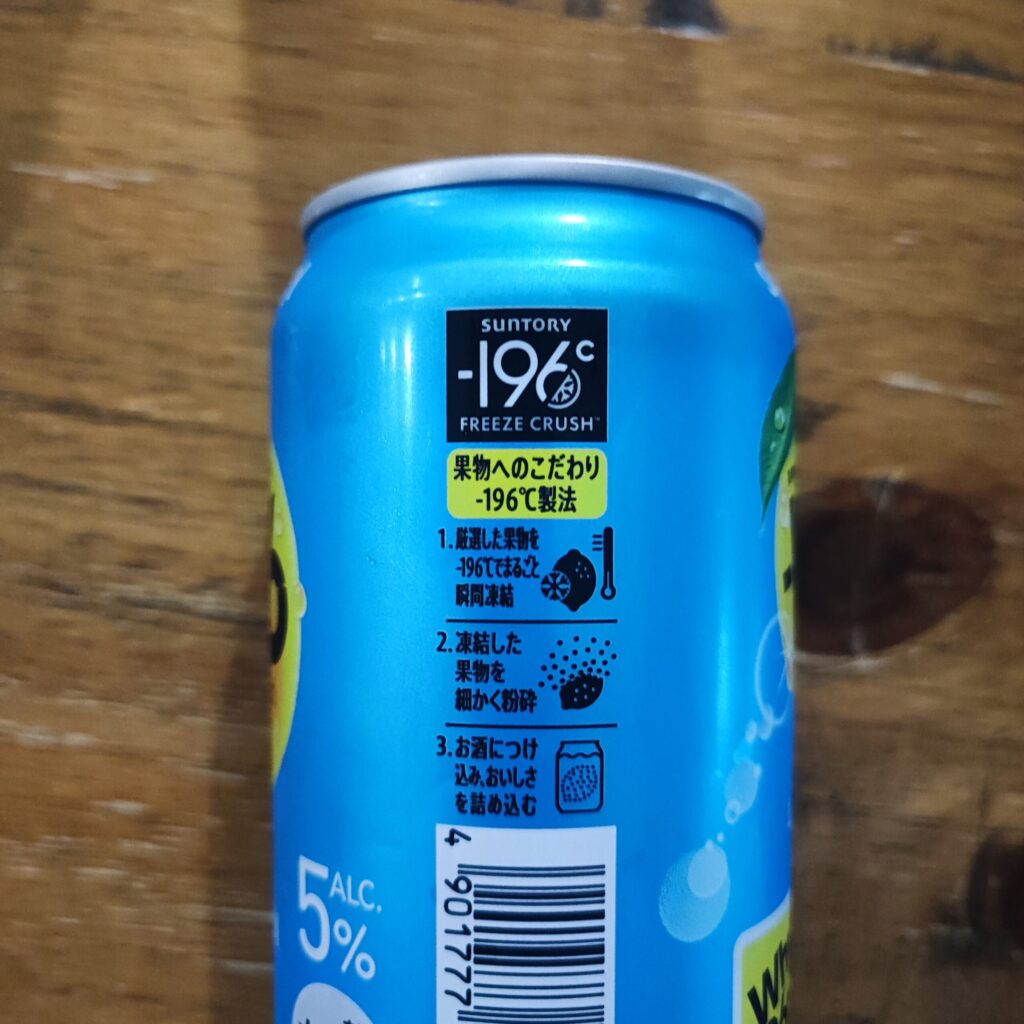 SUNTORY
-196℃
FREEZE CRUSH™
果物へのこだわり
-196℃製法
1.厳選した果物を
-196℃でまるごと
瞬間凍結
2.凍結した
果物を
細かく粉砕
3.お酒につけ
込み、おいしさ
を詰め込む
4 901777
5% ALC.